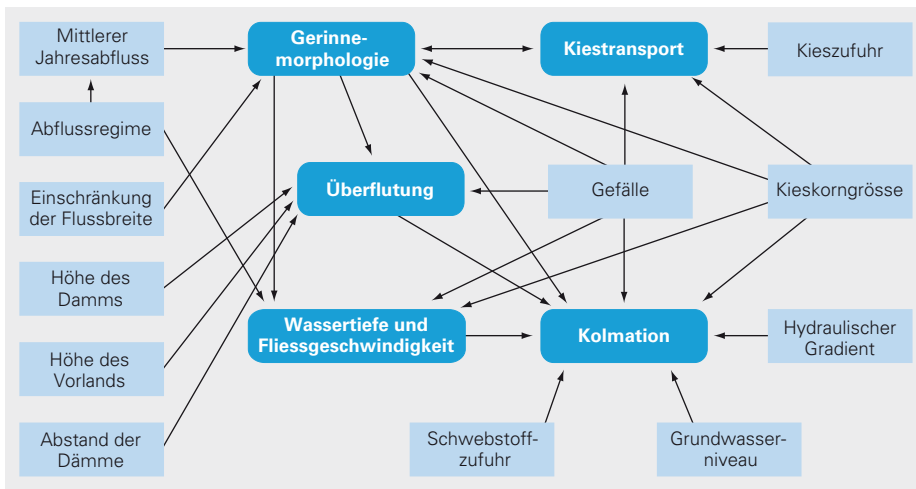 Mittlerer
Jahresabfluss
Gerinne-
morphologie
Kiestransport
Kieszufuhr
Abflussregime
Einschränkung
der Flussbreite
Überflutung
Gefälle
Kieskorngrösse
Höhe des
Damms
Wassertiefe und
Fliessgeschwindigkeit
Kolmation
Hydraulischer
Gradient
Höhe des
Vorlands
Abstand der
Dämme
Schwebstoff-
zufuhr
Grundwasser-
niveau